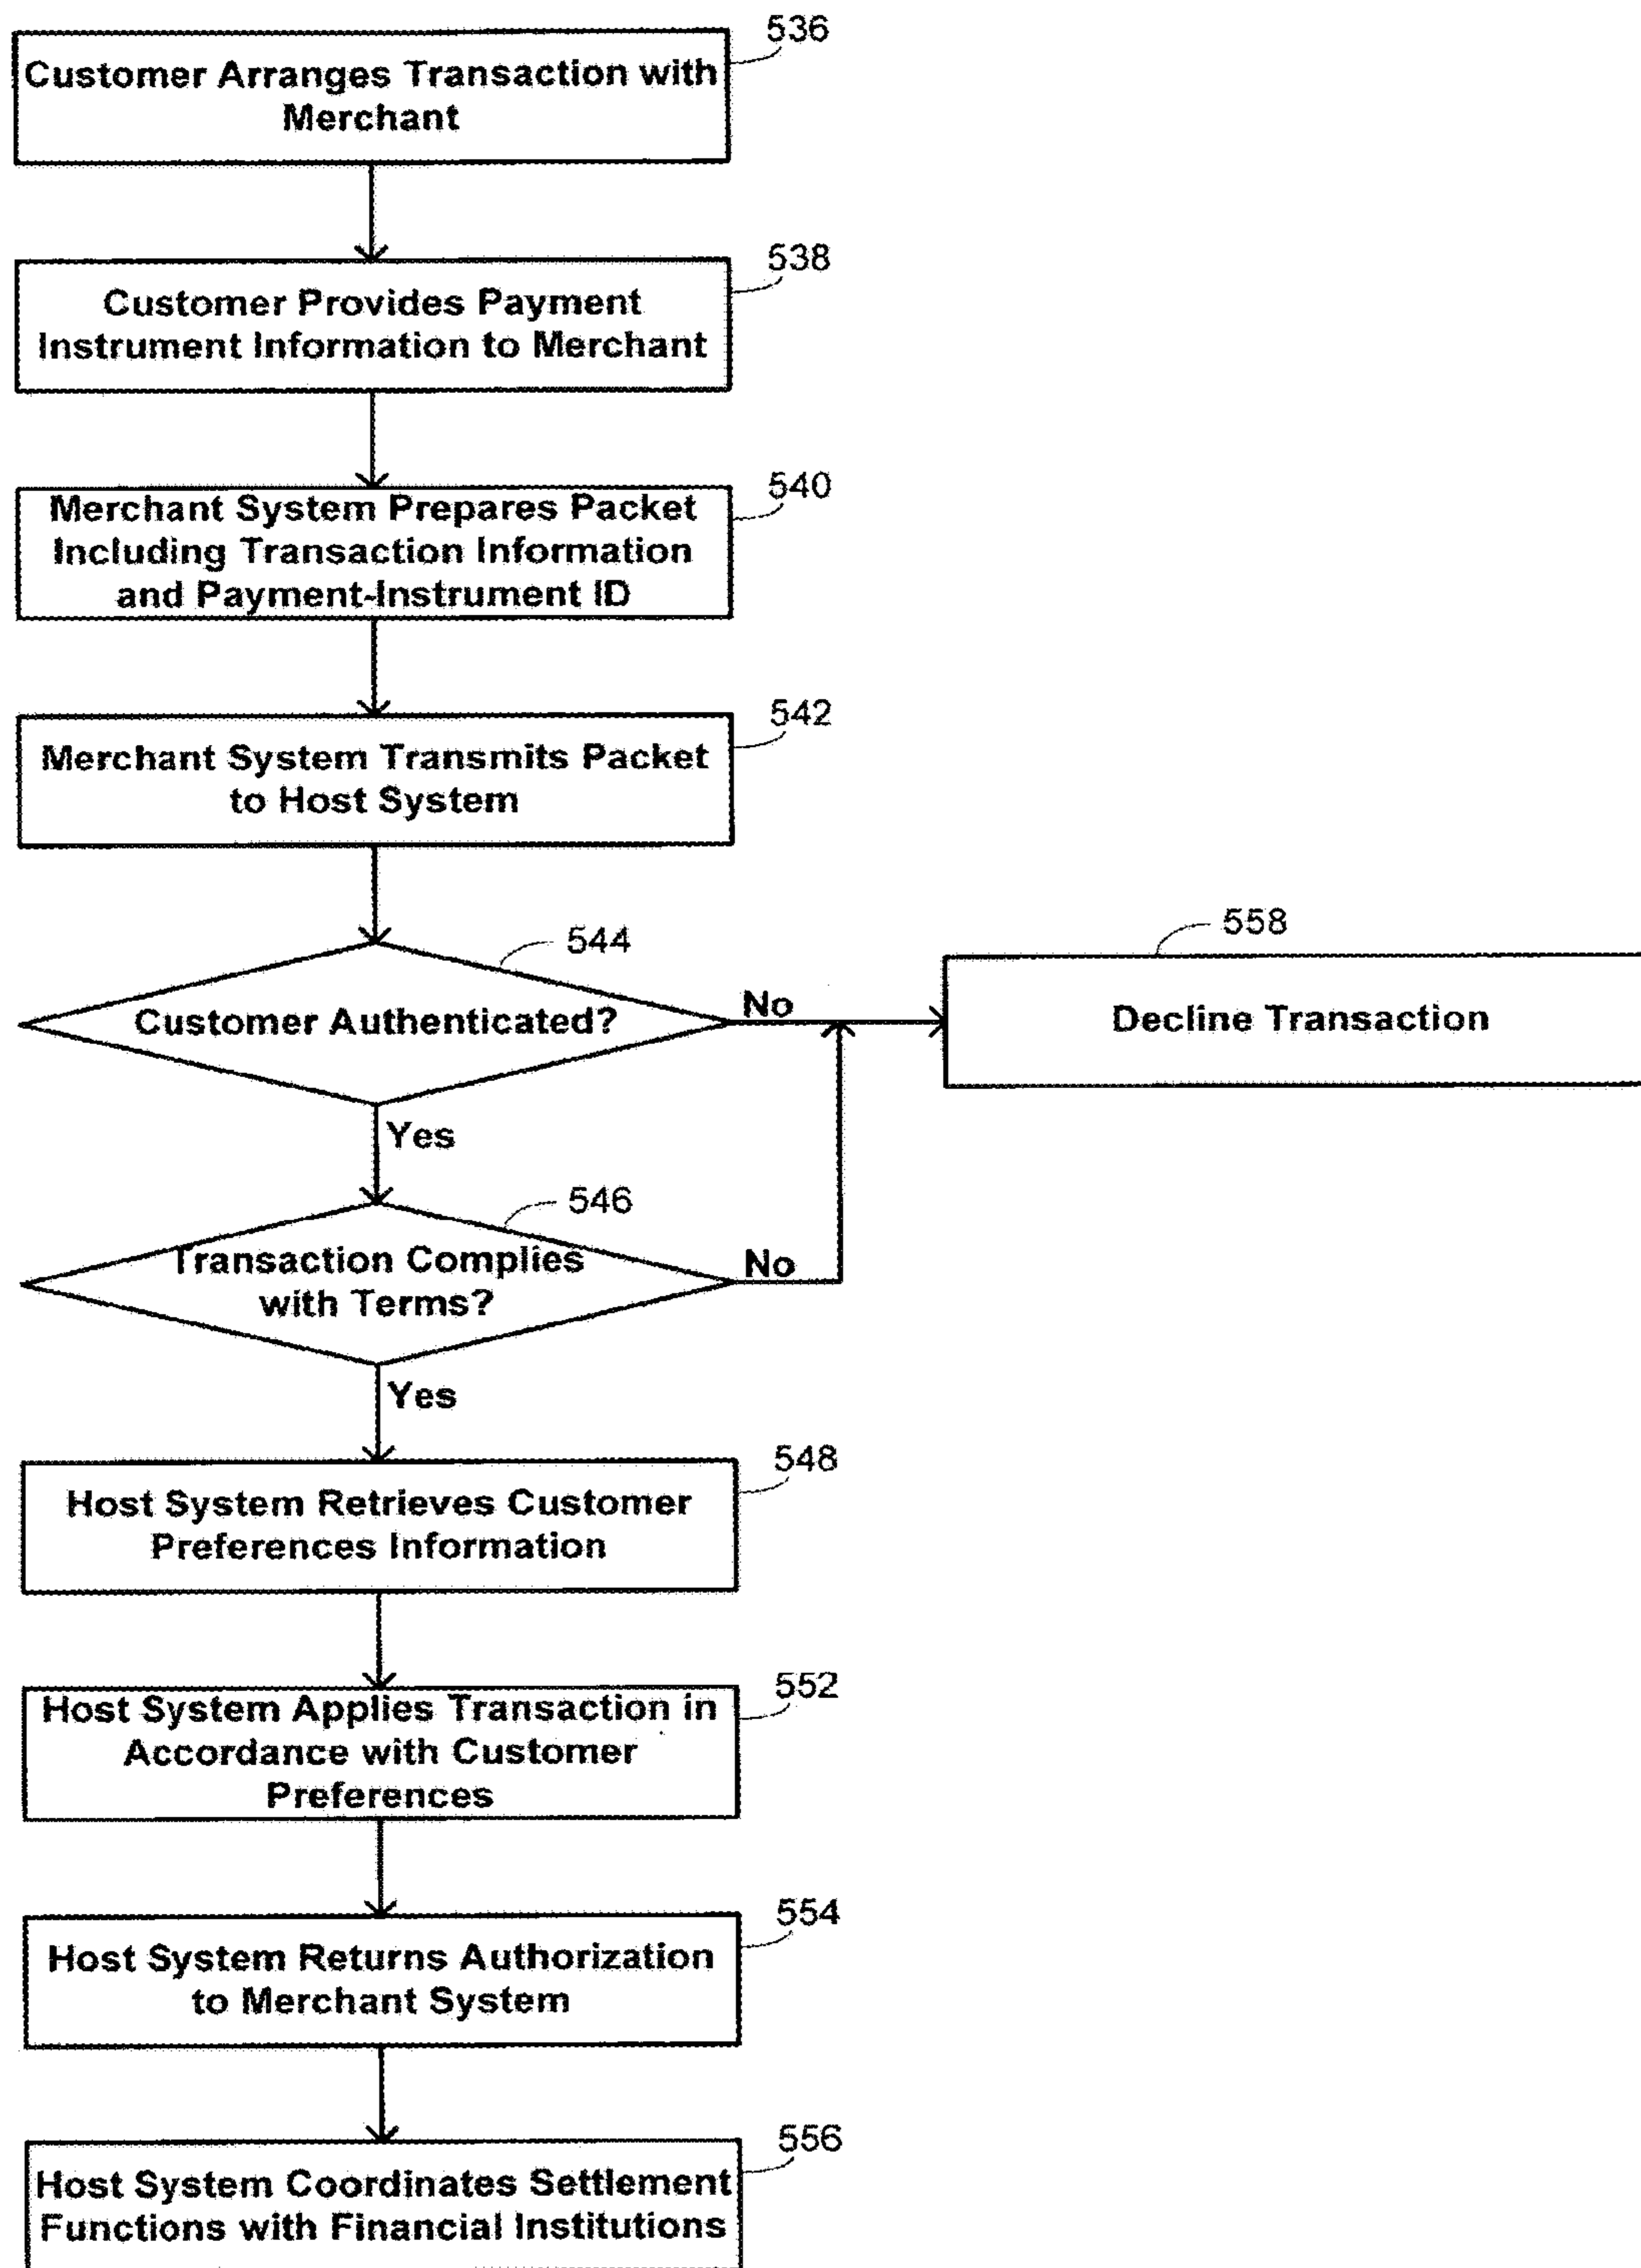 536
Customer Arranges Transaction with
Merchant
538
Customer Provides Payment
Instrument Information to Merchant
540
Merchant System Prepares Packet
Including Transaction Information
and Payment-Instrument ID
542
Merchant System Transmits Packet
to Host System
544
Customer Authenticated?
No
558
Decline Transaction
Yes
546
Transaction Complies
with Terms?
No
Yes
548
Host System Retrieves Customer
Preferences Information
552
Host System Applies Transaction in
Accordance with Customer
Preferences
554
Host System Returns Authorization
to Merchant System
556
Host System Coordinates Settlement
Functions with Financial Institutions